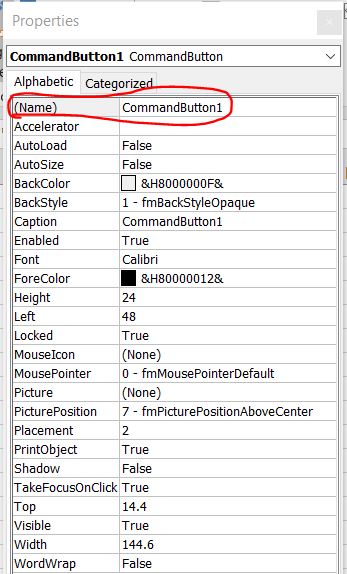 Properties
CommandButton1 CommandButton
Alphabetic Categorized
(Name) CommandButton1
Accelerator
AutoLoad False
AutoSize False
BackColor &H8000000F&
BackStyle 1 - fmBackStyleOpaque
Caption CommandButton1
Enabled True
Font Calibri
ForeColor &H80000012&
Height 24
Left 48
Locked True
MouseIcon (None)
MousePointer 0 - fmMousePointerDefault
Picture (None)
PicturePosition 7 - fmPicturePositionAboveCenter
Placement 2
PrintObject True
Shadow False
TakeFocusOnClick True
Top 14.4
Visible True
Width 144.6
WordWrap False